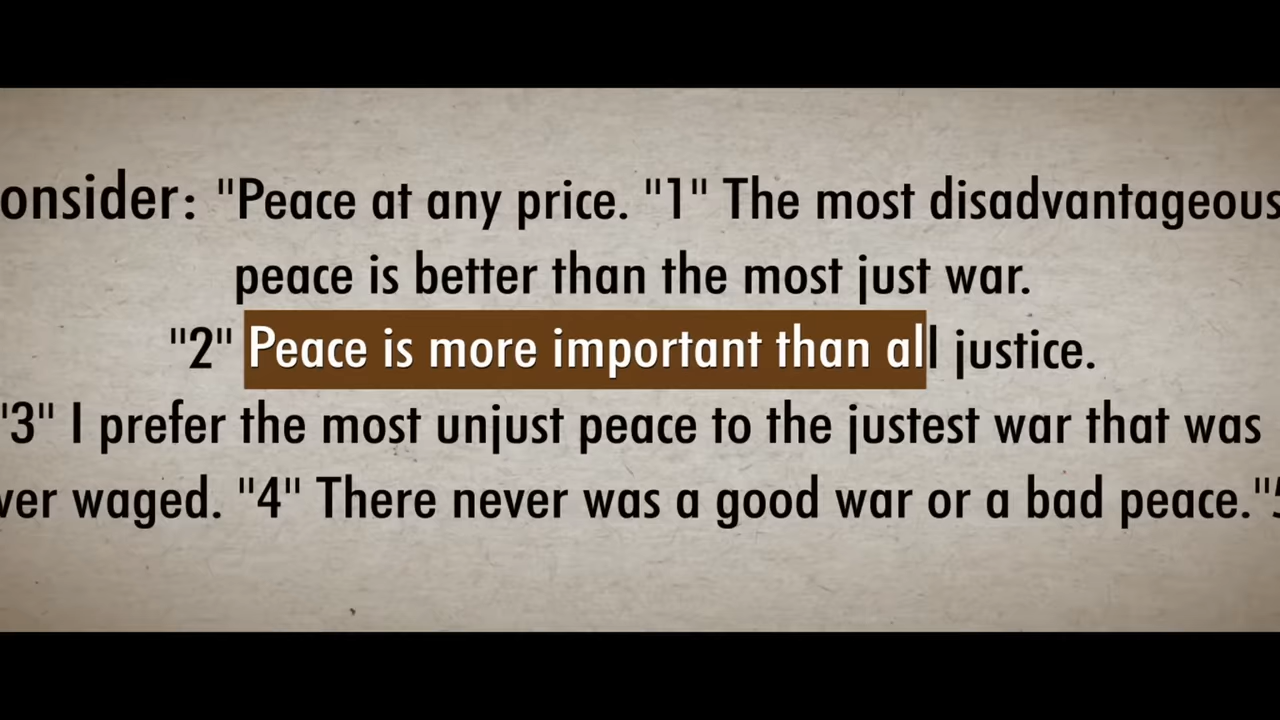 onsider: "Peace at any price. "1" The most disadvantageous
peace is better than the most just war.
"2" Peace is more important than all justice.
"3" I prefer the most unjust peace to the justest war that was
ver waged. "4" There never was a good war or a bad peace."5